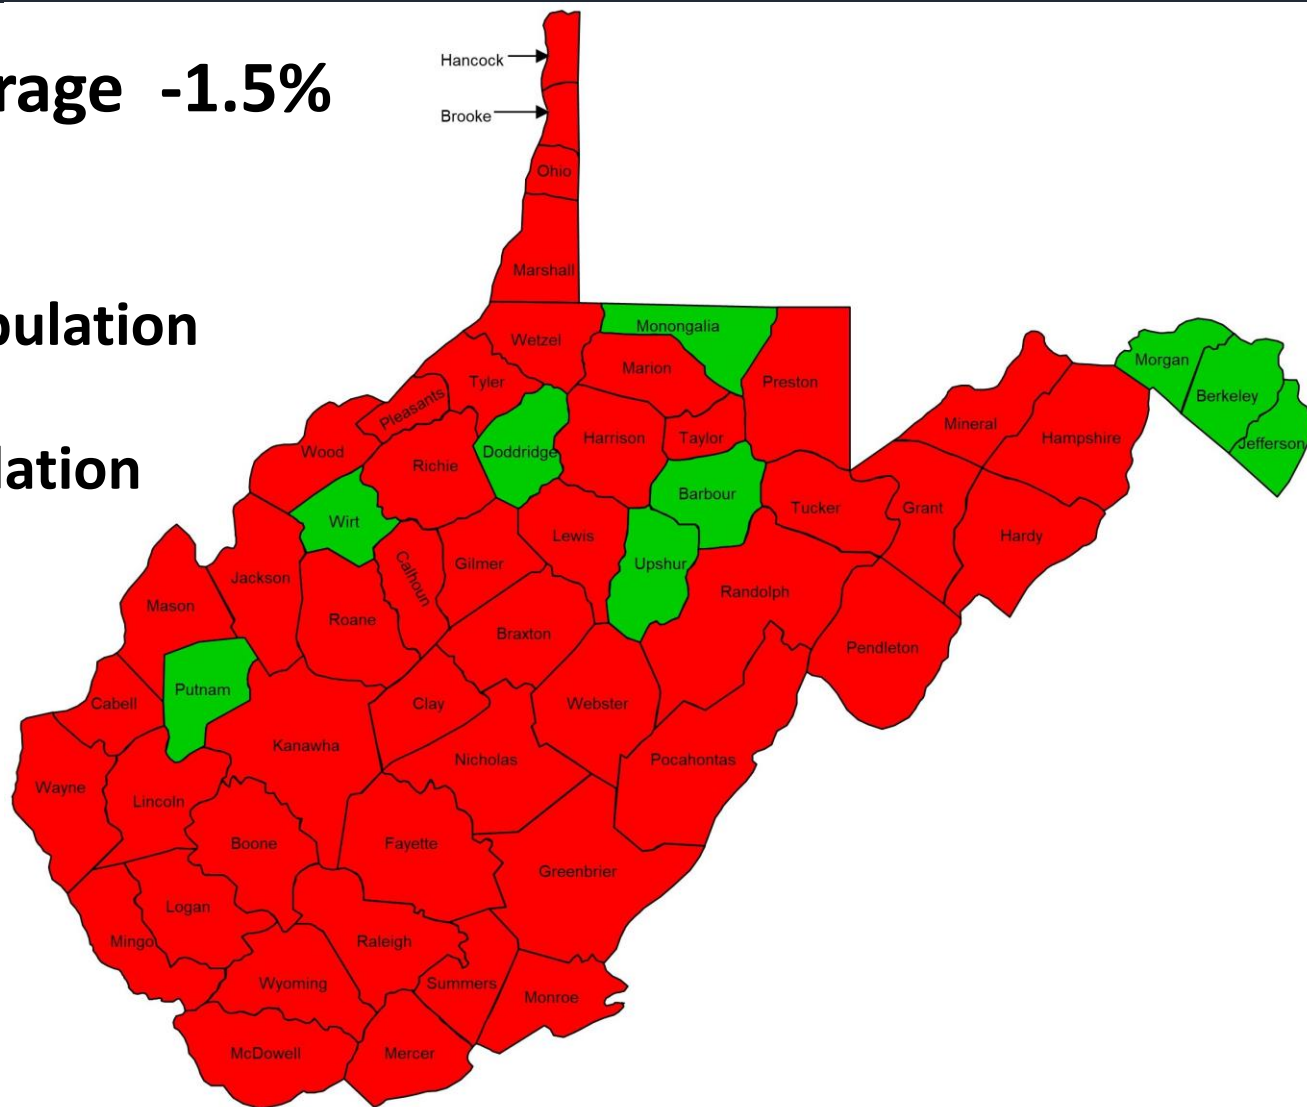 rage -1.5%
pulation
lation
Hancock
Brooke
Ohio
Marshall
Wetzel
Monongalia
Marion
Preston
Tyler
Pleasants
Wood
Richie
Doddridge
Harrison
Taylor
Barbour
Wirt
Tucker
Grant
Mineral
Hampshire
Morgan
Berkeley
Jefferson
Hardy
Lewis
Upshur
Gilmer
Calhoun
Jackson
Roane
Mason
Randolph
Braxton
Pendleton
Putnam
Cabell
Clay
Webster
Kanawha
Nicholas
Pocahontas
Wayne
Lincoln
Boone
Fayette
Greenbrier
Logan
Mingo
Raleigh
Wyoming
Summers
Monroe
McDowell
Mercer